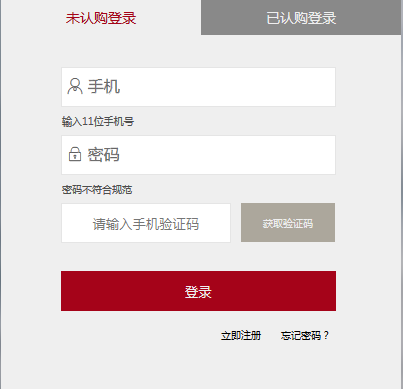 未认购登录
已认购登录
手机
输入11位手机号
密码
密码不符合规范
请输入手机验证码
获取验证码
登录
立即注册 忘记密码？